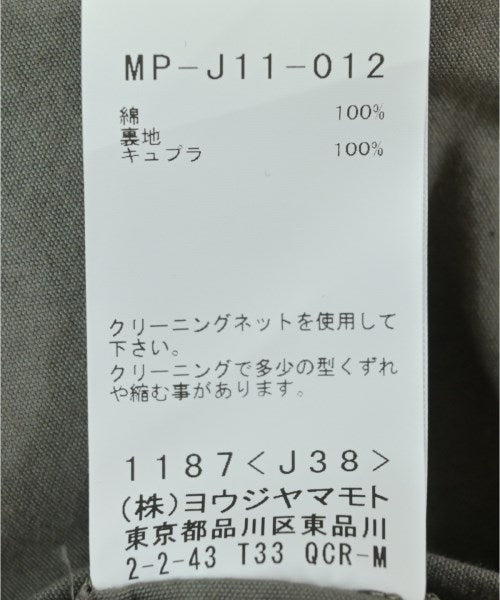 MP-J11-012
綿 100%
裏地
キュプラ 100%
クリーニングネットを使用して
下さい。
クリーニングで多少の型くずれ
や縮む事があります。
1187<J38>
(株)ヨウジヤマモト
東京都品川区東品川
2-2-43 T33 QCR-M